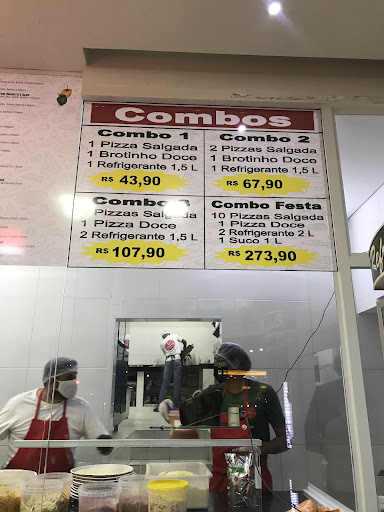 Combos
Combo 1
1 Pizza Salgada
1 Brotinho Doce
1 Refrigerante 1,5 L
R$ 43,90
Combo 2
2 Pizzas Salgada
1 Brotinho Doce
1 Refrigerante 1,5 L
R$ 67,90
Combo
Pizzas Salgada
1 Pizza Doce
2 Refrigerante 1,5 L
R$ 107,90
Combo Festa
10 Pizzas Salgada
1 Pizza Doce
2 Refrigerante 2 L
1 Suco 1 L
R$ 273,90